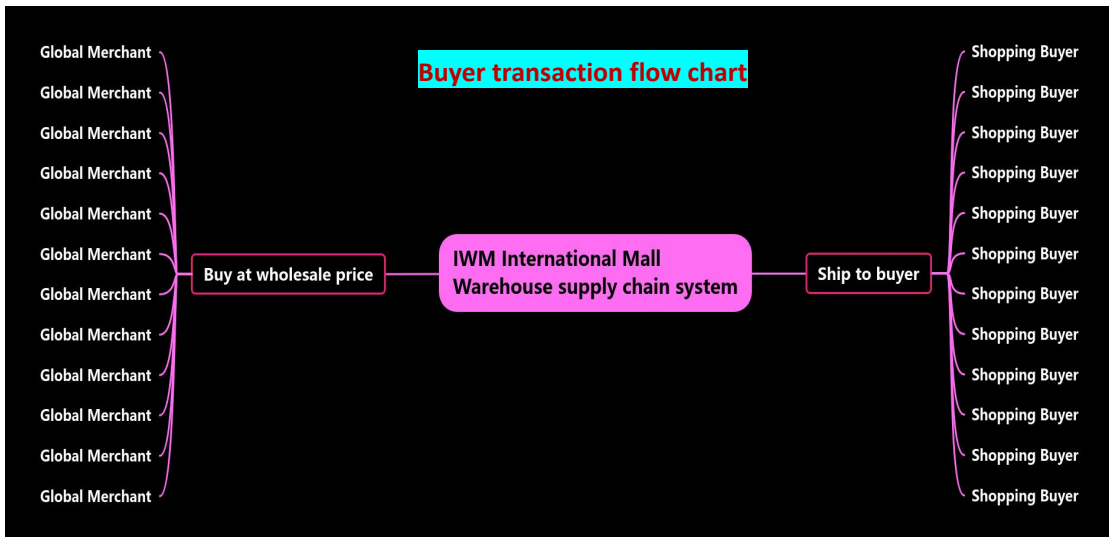 Buyer transaction flow chart
Global Merchant
Global Merchant
Global Merchant
Global Merchant
Global Merchant
Global Merchant
Global Merchant
Global Merchant
Global Merchant
Global Merchant
Global Merchant
Global Merchant
Buy at wholesale price
IWM International Mall
Warehouse supply chain system
Ship to buyer
Shopping Buyer
Shopping Buyer
Shopping Buyer
Shopping Buyer
Shopping Buyer
Shopping Buyer
Shopping Buyer
Shopping Buyer
Shopping Buyer
Shopping Buyer
Shopping Buyer
Shopping Buyer